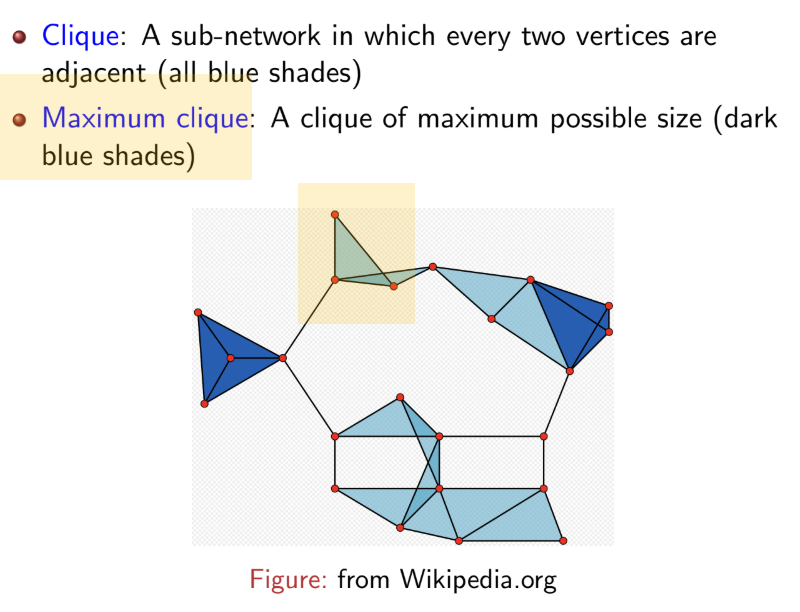 Clique: A sub-network in which every two vertices are
adjacent (all blue shades)
Maximum clique: A clique of maximum possible size (dark
blue shades)
Figure: from Wikipedia.org